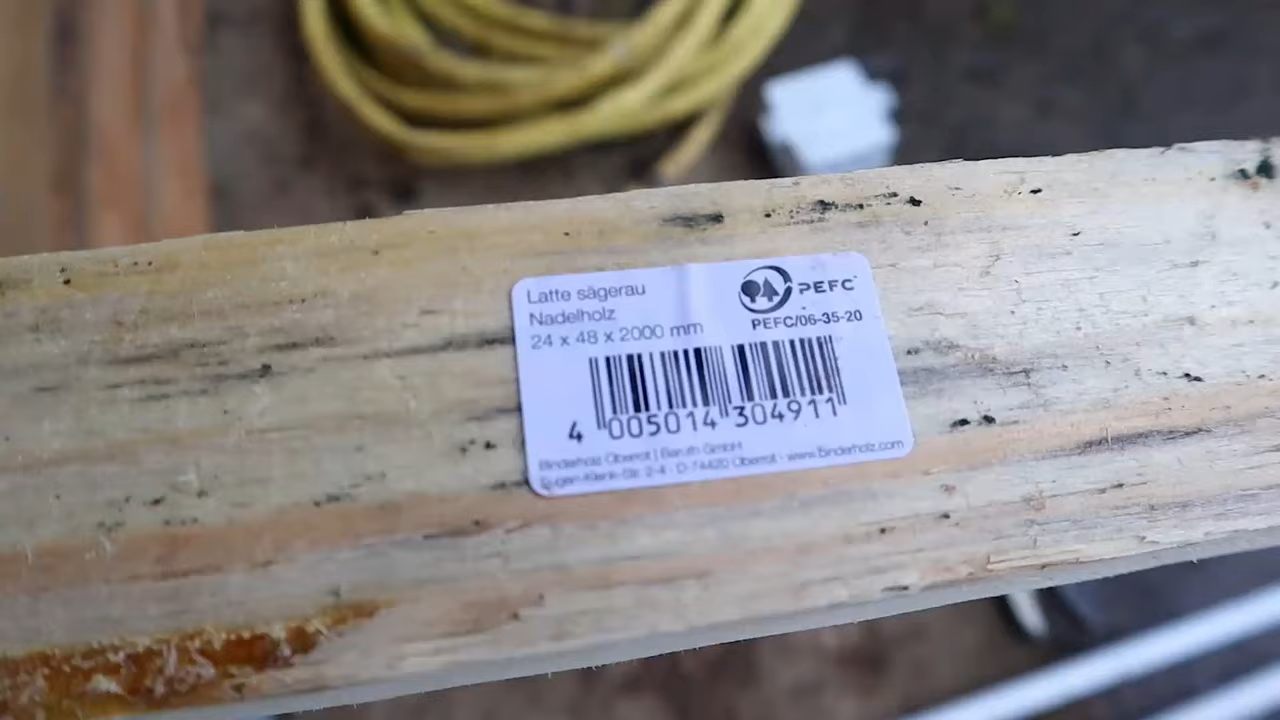 Latte sägerau
Nadelholz
24 x 48 x 2000 mm
PEFC™
PEFC/06-35-20
4 005014 304911
Binderholz Oberrot | Baruth GmbH
Eugen-Klenk-Str. 2-4 · D-74420 Oberrot - www.binderholz.com